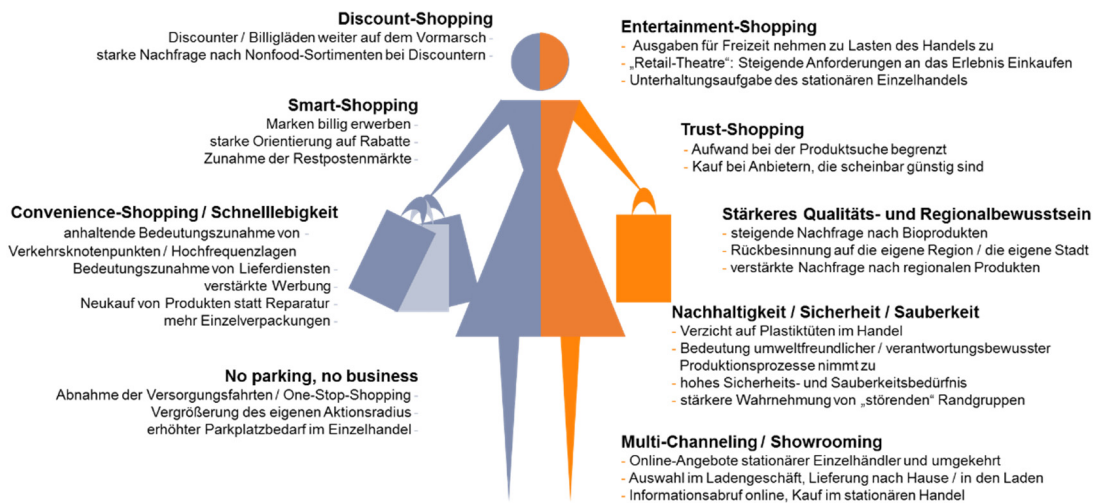 Discount-Shopping
Discounter / Billigläden weiter auf dem Vormarsch -
starke Nachfrage nach Nonfood-Sortimenten bei Discountern -
Smart-Shopping
Marken billig erwerben -
starke Orientierung auf Rabatte -
Zunahme der Restpostenmärkte -
Convenience-Shopping / Schnelllebigkeit
anhaltende Bedeutungszunahme von -
Verkehrsknotenpunkten / Hochfrequenzlagen
Bedeutungszunahme von Lieferdiensten -
verstärkte Werbung -
Neukauf von Produkten statt Reparatur -
mehr Einzelverpackungen -
No parking, no business
Abnahme der Versorgungsfahrten / One-Stop-Shopping -
Vergrößerung des eigenen Aktionsradius -
erhöhter Parkplatzbedarf im Einzelhandel -
Entertainment-Shopping
- Ausgaben für Freizeit nehmen zu Lasten des Handels zu
- „Retail-Theatre“: Steigende Anforderungen an das Erlebnis Einkaufen
- Unterhaltungsaufgabe des stationären Einzelhandels
Trust-Shopping
- Aufwand bei der Produktsuche begrenzt
- Kauf bei Anbietern, die scheinbar günstig sind
Stärkeres Qualitäts- und Regionalbewusstsein
- steigende Nachfrage nach Bioprodukten
- Rückbesinnung auf die eigene Region / die eigene Stadt
- verstärkte Nachfrage nach regionalen Produkten
Nachhaltigkeit / Sicherheit / Sauberkeit
- Verzicht auf Plastiktüten im Handel
- Bedeutung umweltfreundlicher / verantwortungsbewusster
Produktionsprozesse nimmt zu
- hohes Sicherheits- und Sauberkeitsbedürfnis
- stärkere Wahrnehmung von „störenden“ Randgruppen
Multi-Channeling / Showrooming
- Online-Angebote stationärer Einzelhändler und umgekehrt
- Auswahl im Ladengeschäft, Lieferung nach Hause / in den Laden
- Informationsabruf online, Kauf im stationären Handel